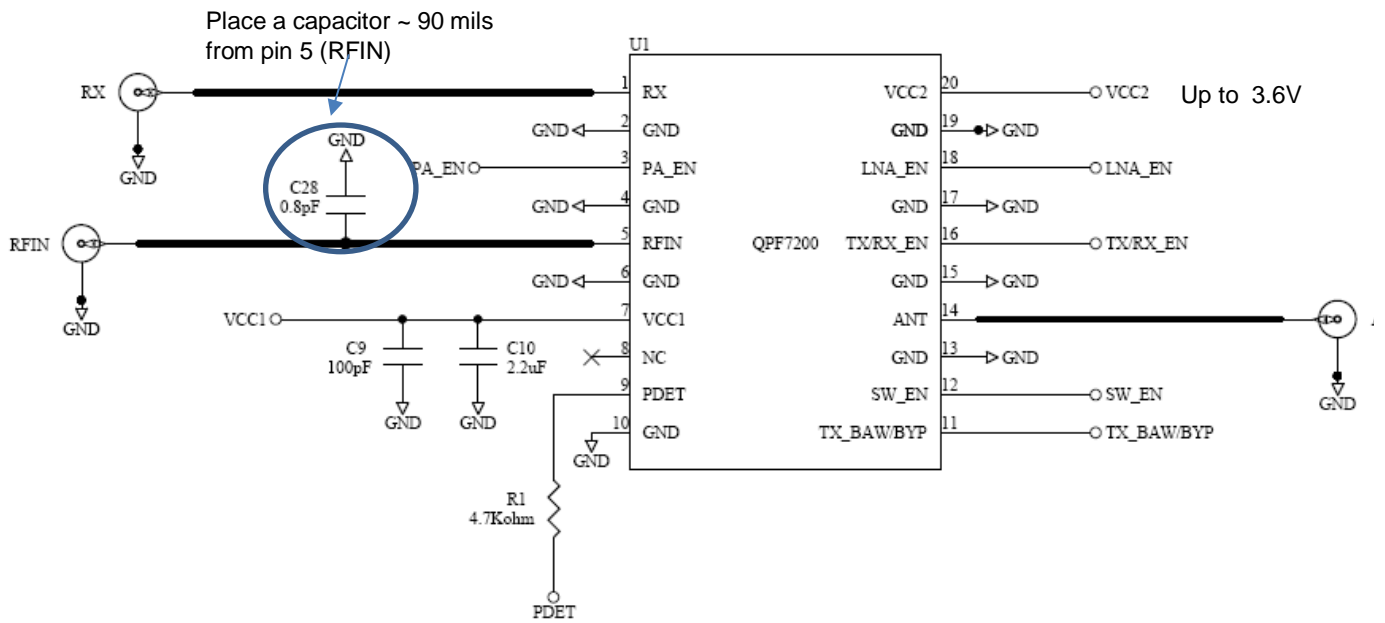 Place a capacitor ~ 90 mils
from pin 5 (RFIN)
U1
RX
1
RX
VCC2
20
VCC2
Up to 3.6V
GND
2
GND
GND
19
GND
GND
GND
PA_EN
3
PA_EN
LNA_EN
18
LNA_EN
C28
0.8pF
GND
4
GND
GND
17
GND
RFIN
5
RFIN
QPF7200
TX/RX_EN
16
TX/RX_EN
GND
6
GND
GND
15
GND
GND
VCC1
7
VCC1
ANT
14
C9
100pF
C10
2.2uF
8
NC
GND
13
GND
9
PDET
SW_EN
12
SW_EN
GND
GND
GND
GND
10
GND
TX_BAW/BYP
11
TX_BAW/BYP
GND
R1
4.7Kohm
PDET